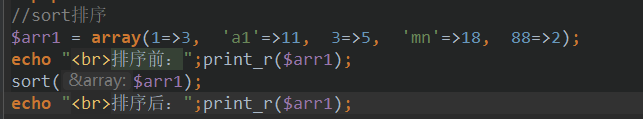 //sort排序
$arr1 = array(1=>3,  'a1'=>11,  3=>5,  'mn'=>18,  88=>2);
echo "<br>排序前：";print_r($arr1);
sort( &array: $arr1);
echo "<br>排序后：";print_r($arr1);